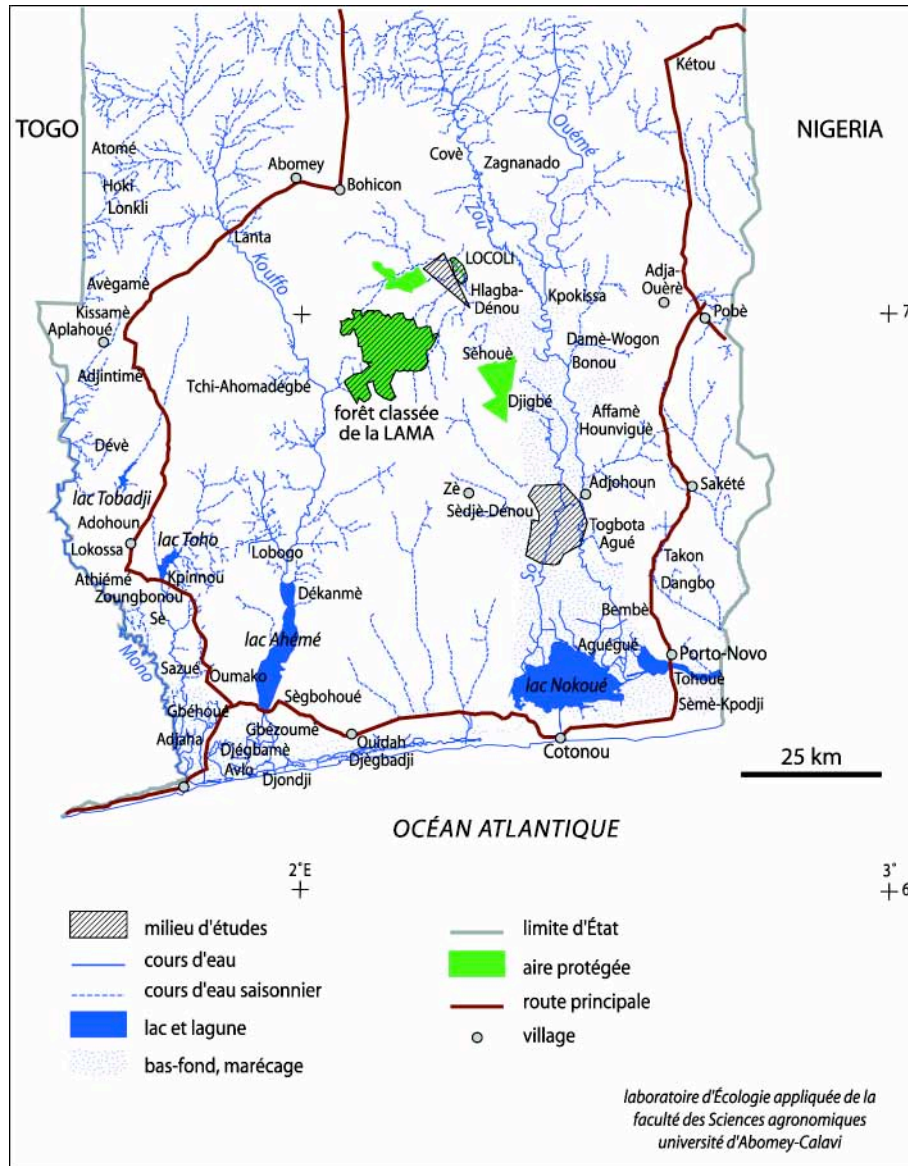 Kétou
TOGO
NIGERIA
Ouémé
Atomé
Covè
Zagnanado
Abomey
Hoki
Bohicon
Lonkli
Zou
Lanta
LOCOLI
Kouffo
Adja-
Ouèrè
Avègamè
Hlagba-
Dénou
Kpokissa
Kissamè
7
Pobè
Aplahoué
Damè-Wogon
Sèhouè
Bonou
Adjintimè
Tchi-Ahomadégbé
Djigbé
Affamè
forêt classée
de la LAMA
Hounviguè
Dévè
Zè
Adjohoun
Sakété
lac Tobadji
Sèdjè-Dénou
Adohoun
Togbota
Agué
lac Toho
Lokossa
Lobogo
Takon
Athiémé
Kpinnou
Sô
Dangbo
Zoungbonou
Dékanmè
Sè
Bembè
lac Ahémé
Aguégué
Porto-Novo
Mono
Sazué
Oumako
lac Nokoué
Tohoué
Sègbohoué
Sèmè-Kpodji
Gbéhoué
Gbèzoume
Adjaha
Ouidah
Djégbamè
Djègbadji
Cotonou
Avlo
Djondji
25 km
OCÉAN ATLANTIQUE
2°E
3°
6
milieu d'études
limite d'État
cours d'eau
aire protégée
cours d'eau saisonnier
route principale
lac et lagune
village
bas-fond, marécage
laboratoire d'Écologie appliquée de la
faculté des Sciences agronomiques
université d'Abomey-Calavi